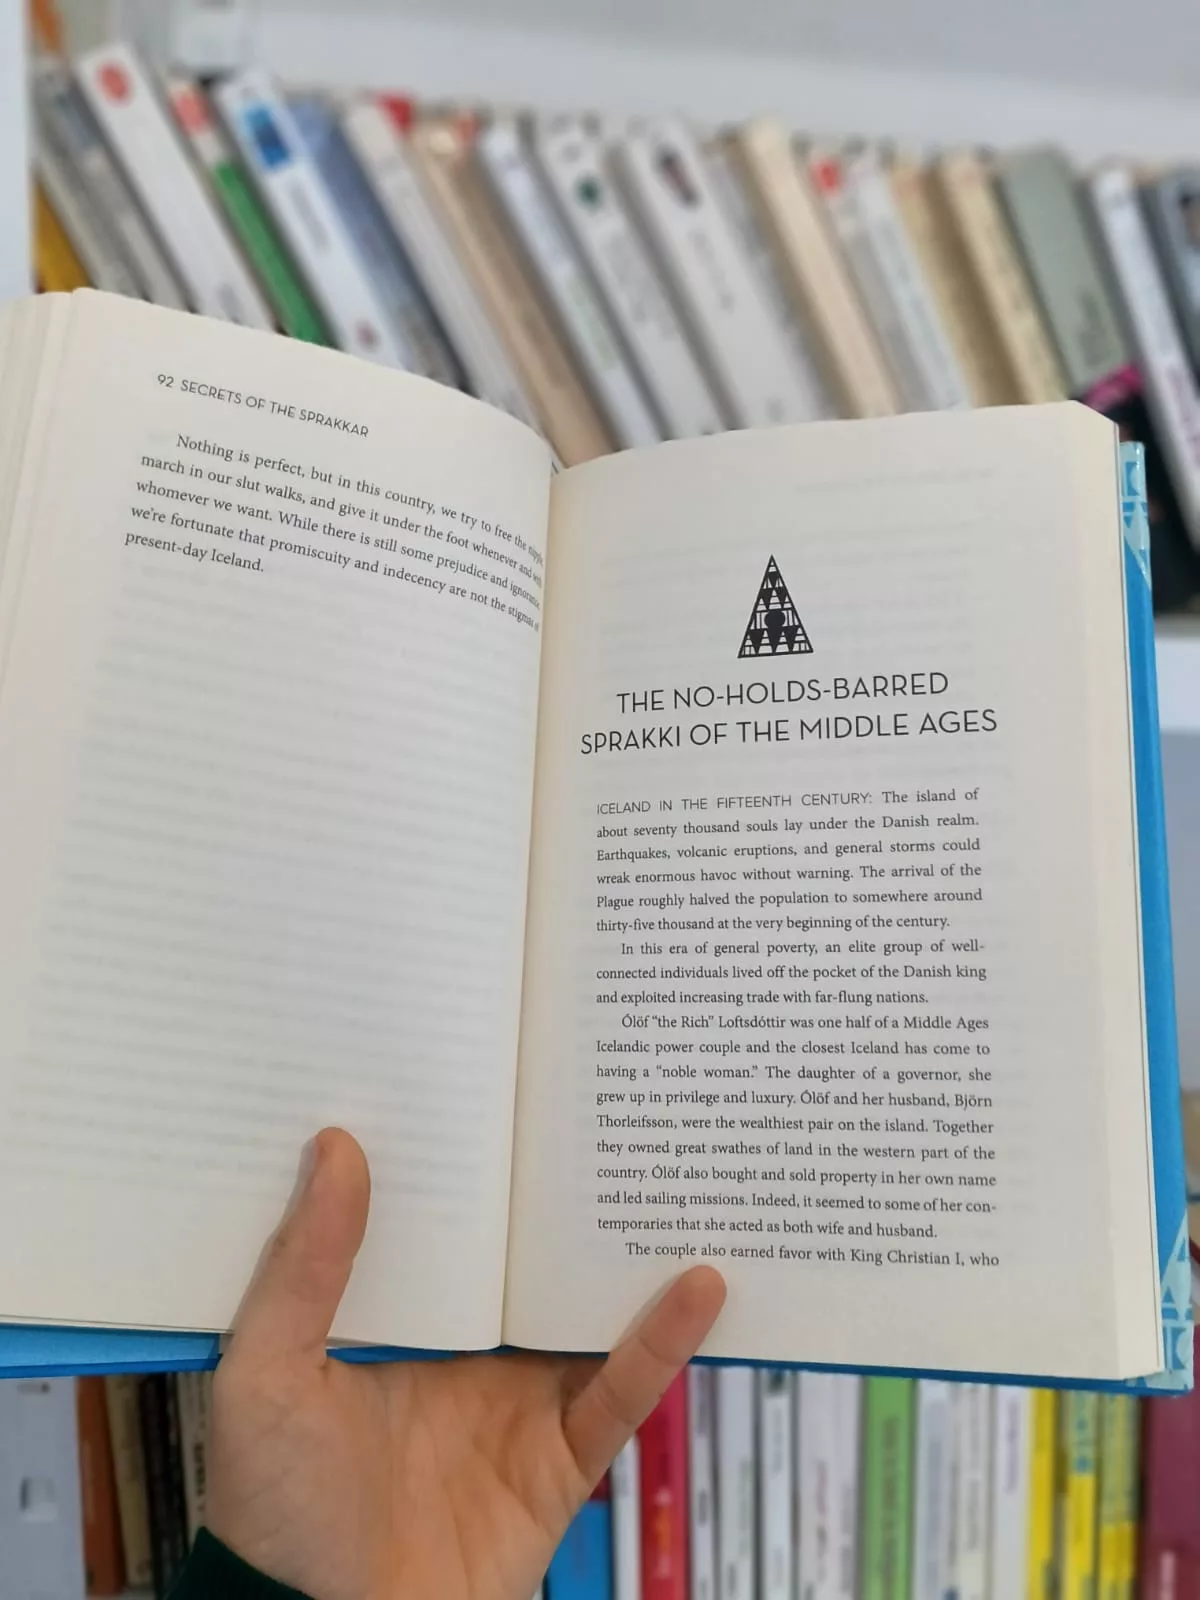 92 SECRETS OF THE SPRAKKAR
Nothing is perfect, but in this country, we try to free the nipple,
march in our slut walks, and give it under the foot whenever and with
whomever we want. While there is still some prejudice and ignorance,
we're fortunate that promiscuity and indecency are not the stigmas of
present-day Iceland.
THE NO-HOLDS-BARRED
SPRAKKI OF THE MIDDLE AGES
ICELAND IN THE FIFTEENTH CENTURY: The island of
about seventy thousand souls lay under the Danish realm.
Earthquakes, volcanic eruptions, and general storms could
wreak enormous havoc without warning. The arrival of the
Plague roughly halved the population to somewhere around
thirty-five thousand at the very beginning of the century.
In this era of general poverty, an elite group of well-
connected individuals lived off the pocket of the Danish king
and exploited increasing trade with far-flung nations.
Ólöf “the Rich” Loftsdóttir was one half of a Middle Ages
Icelandic power couple and the closest Iceland has come to
having a “noble woman.” The daughter of a governor, she
grew up in privilege and luxury. Ólöf and her husband, Björn
Thorleifsson, were the wealthiest pair on the island. Together
they owned great swathes of land in the western part of the
country. Ólöf also bought and sold property in her own name
and led sailing missions. Indeed, it seemed to some of her con-
temporaries that she acted as both wife and husband.
The couple also earned favor with King Christian I, who